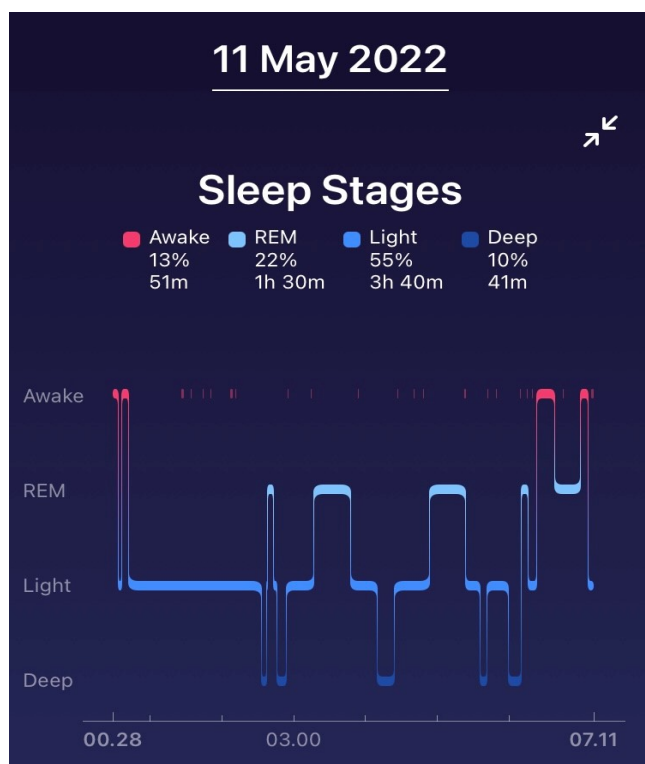 11 May 2022
Sleep Stages
Awake REM Light Deep
13% 22% 55% 10%
51m 1h 30m 3h 40m 41m
Awake
REM
Light
Deep
00.28 03.00 07.11